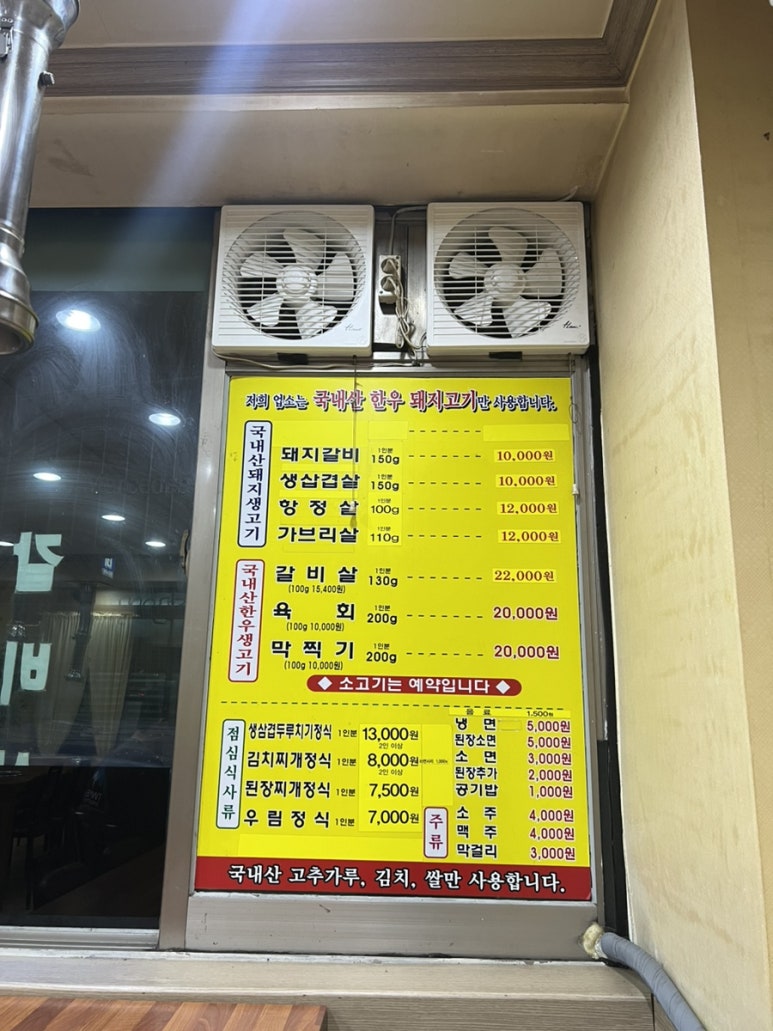 저희 업소는 국내산 한우 돼지고기만 사용합니다.
국내산돼지생고기
돼지갈비 1인분 150g 10,000원
생삼겹살 1인분 150g 10,000원
항정살 1인분 100g 12,000원
가브리살 1인분 110g 12,000원
국내산한우생고기
갈비살 1인분 130g 22,000원
(100g 15,400원)
육회 1인분 200g 20,000원
(100g 10,000원)
막찍기 1인분 200g 20,000원
(100g 10,000원)
◆ 소고기는 예약입니다 ◆
점심식사류
생삼겹두루치기정식 1인분 13,000원
2인 이상
김치찌개정식 1인분 8,000원
2인 이상
된장찌개정식 1인분 7,500원
우림정식 1인분 7,000원
음료 1,500원
냉면 5,000원
된장소면 5,000원
소면 3,000원
된장추가 2,000원
공기밥 1,000원
주류
소주 4,000원
맥주 4,000원
막걸리 3,000원
국내산 고추가루, 김치, 쌀만 사용합니다.
갈
비